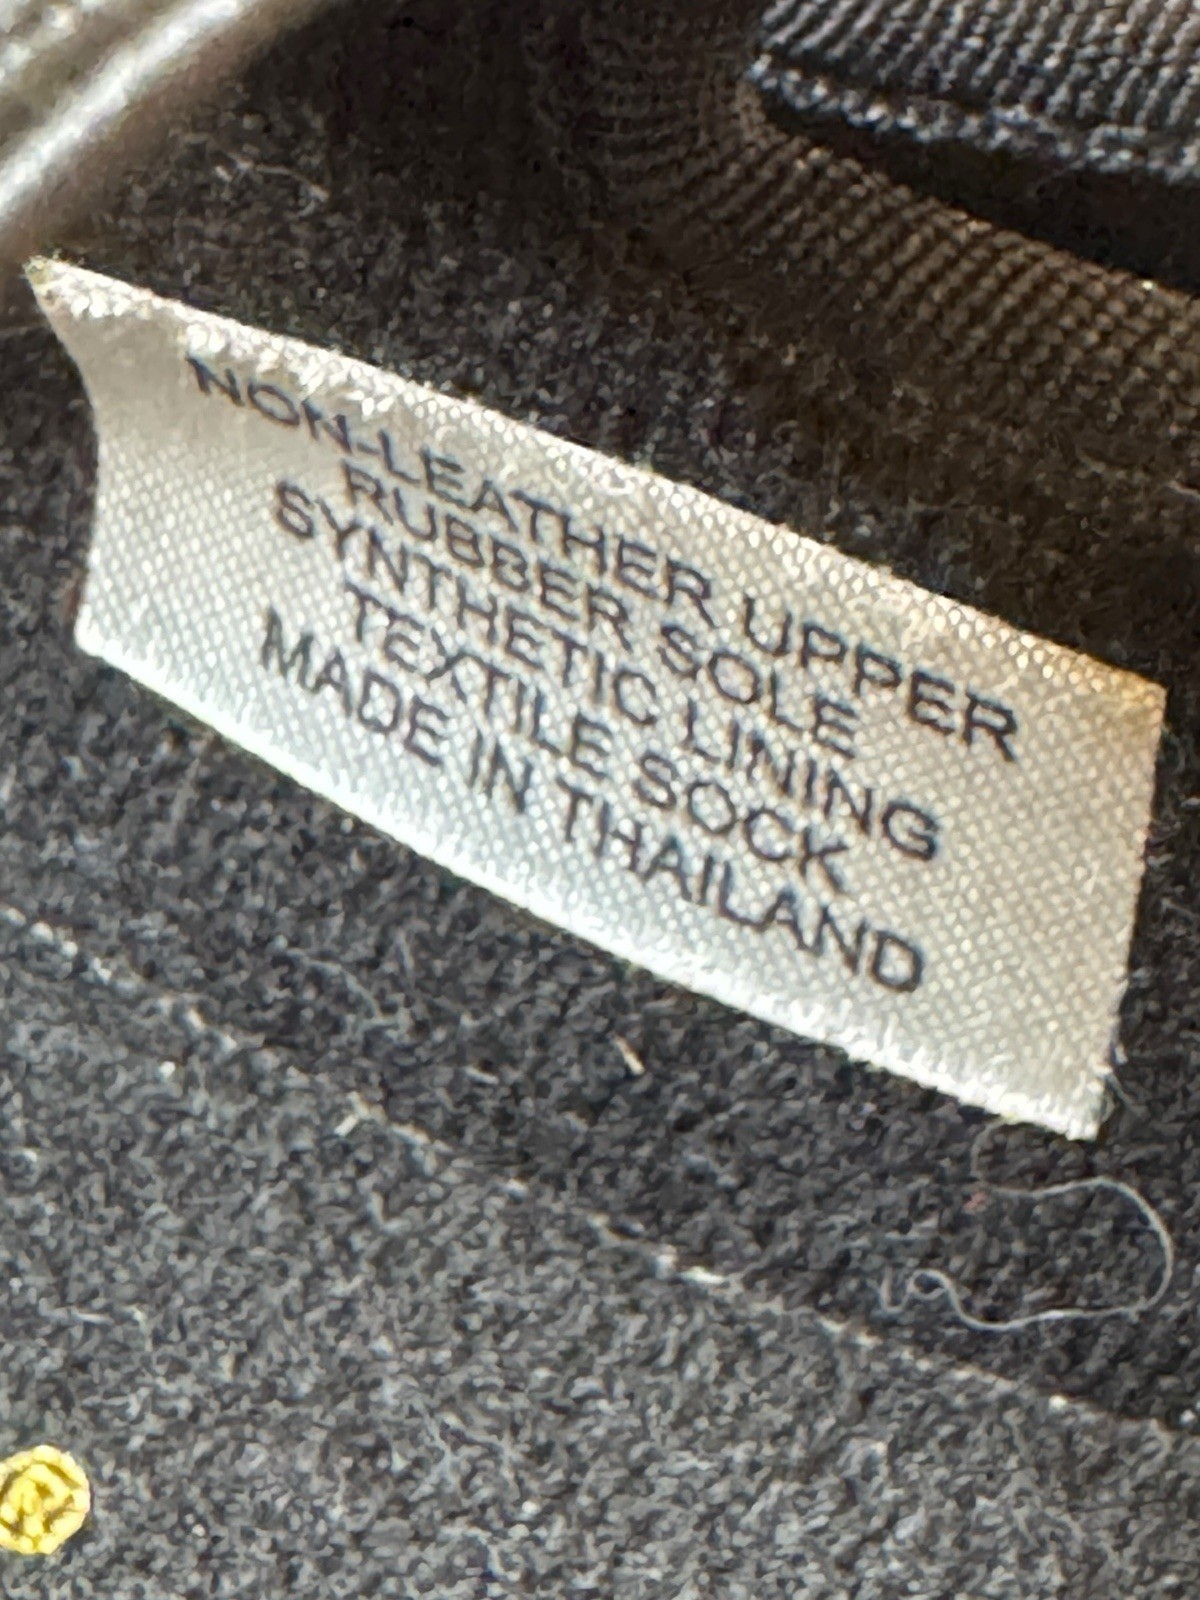 NON-LEATHER UPPER
RUBBER SOLE
SYNTHETIC LINING
TEXTILE SOCK
MADE IN THAILAND